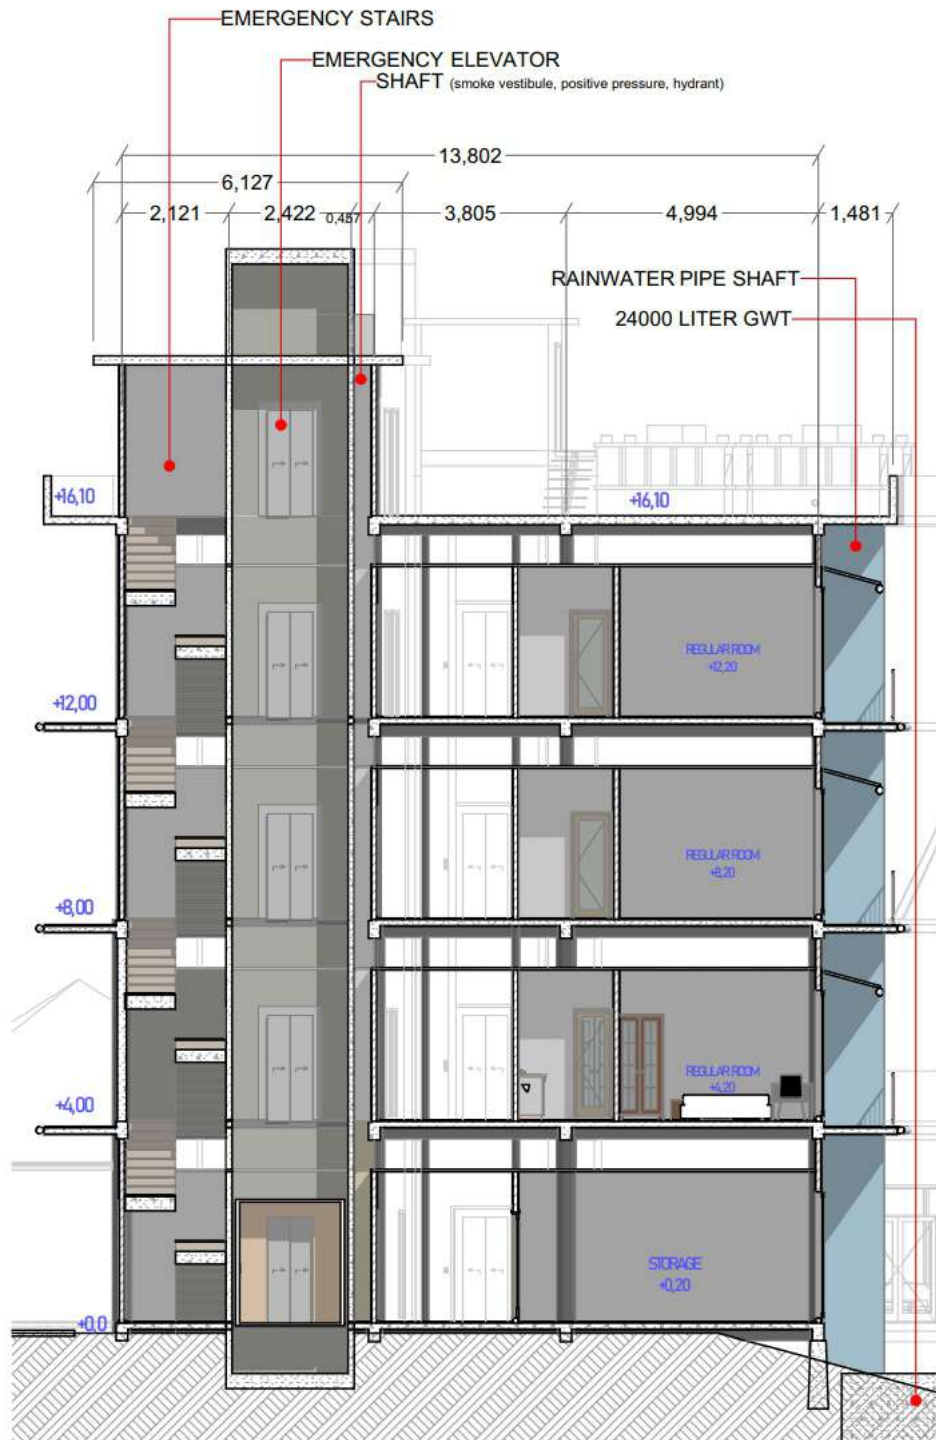 EMERGENCY STAIRS
EMERGENCY ELEVATOR
SHAFT (smoke vestibule, positive pressure, hydrant)
13,802
6,127
2,121 2,422 0,457 3,805 4,994 1,481
RAINWATER PIPE SHAFT
24000 LITER GWT
+16,10 +16,10
REGULAR ROOM
+12,20
+12,00
REGULAR ROOM
+8,20
+8,00
REGULAR ROOM
+4,20
+4,00
STORAGE
+0,20
+0,0